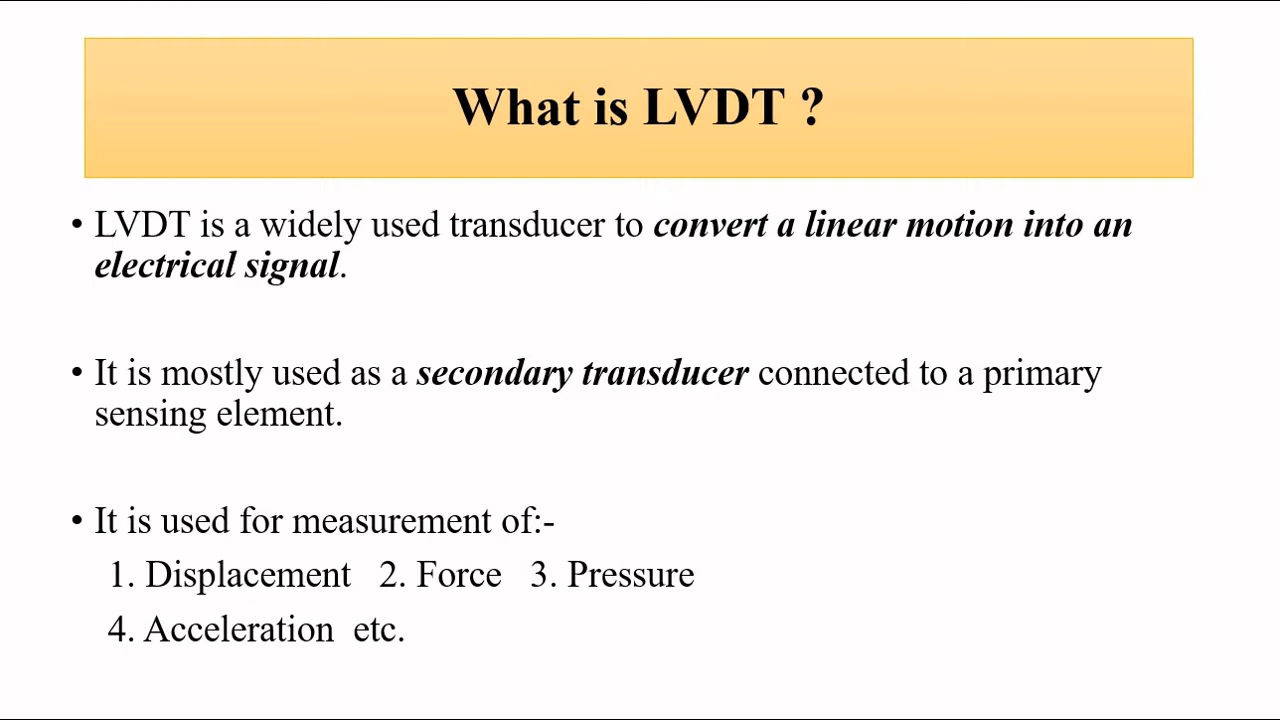 What is LVDT ?
• LVDT is a widely used transducer to convert a linear motion into an
electrical signal.
• It is mostly used as a secondary transducer connected to a primary
sensing element.
• It is used for measurement of:-
1. Displacement 2. Force 3. Pressure
4. Acceleration etc.